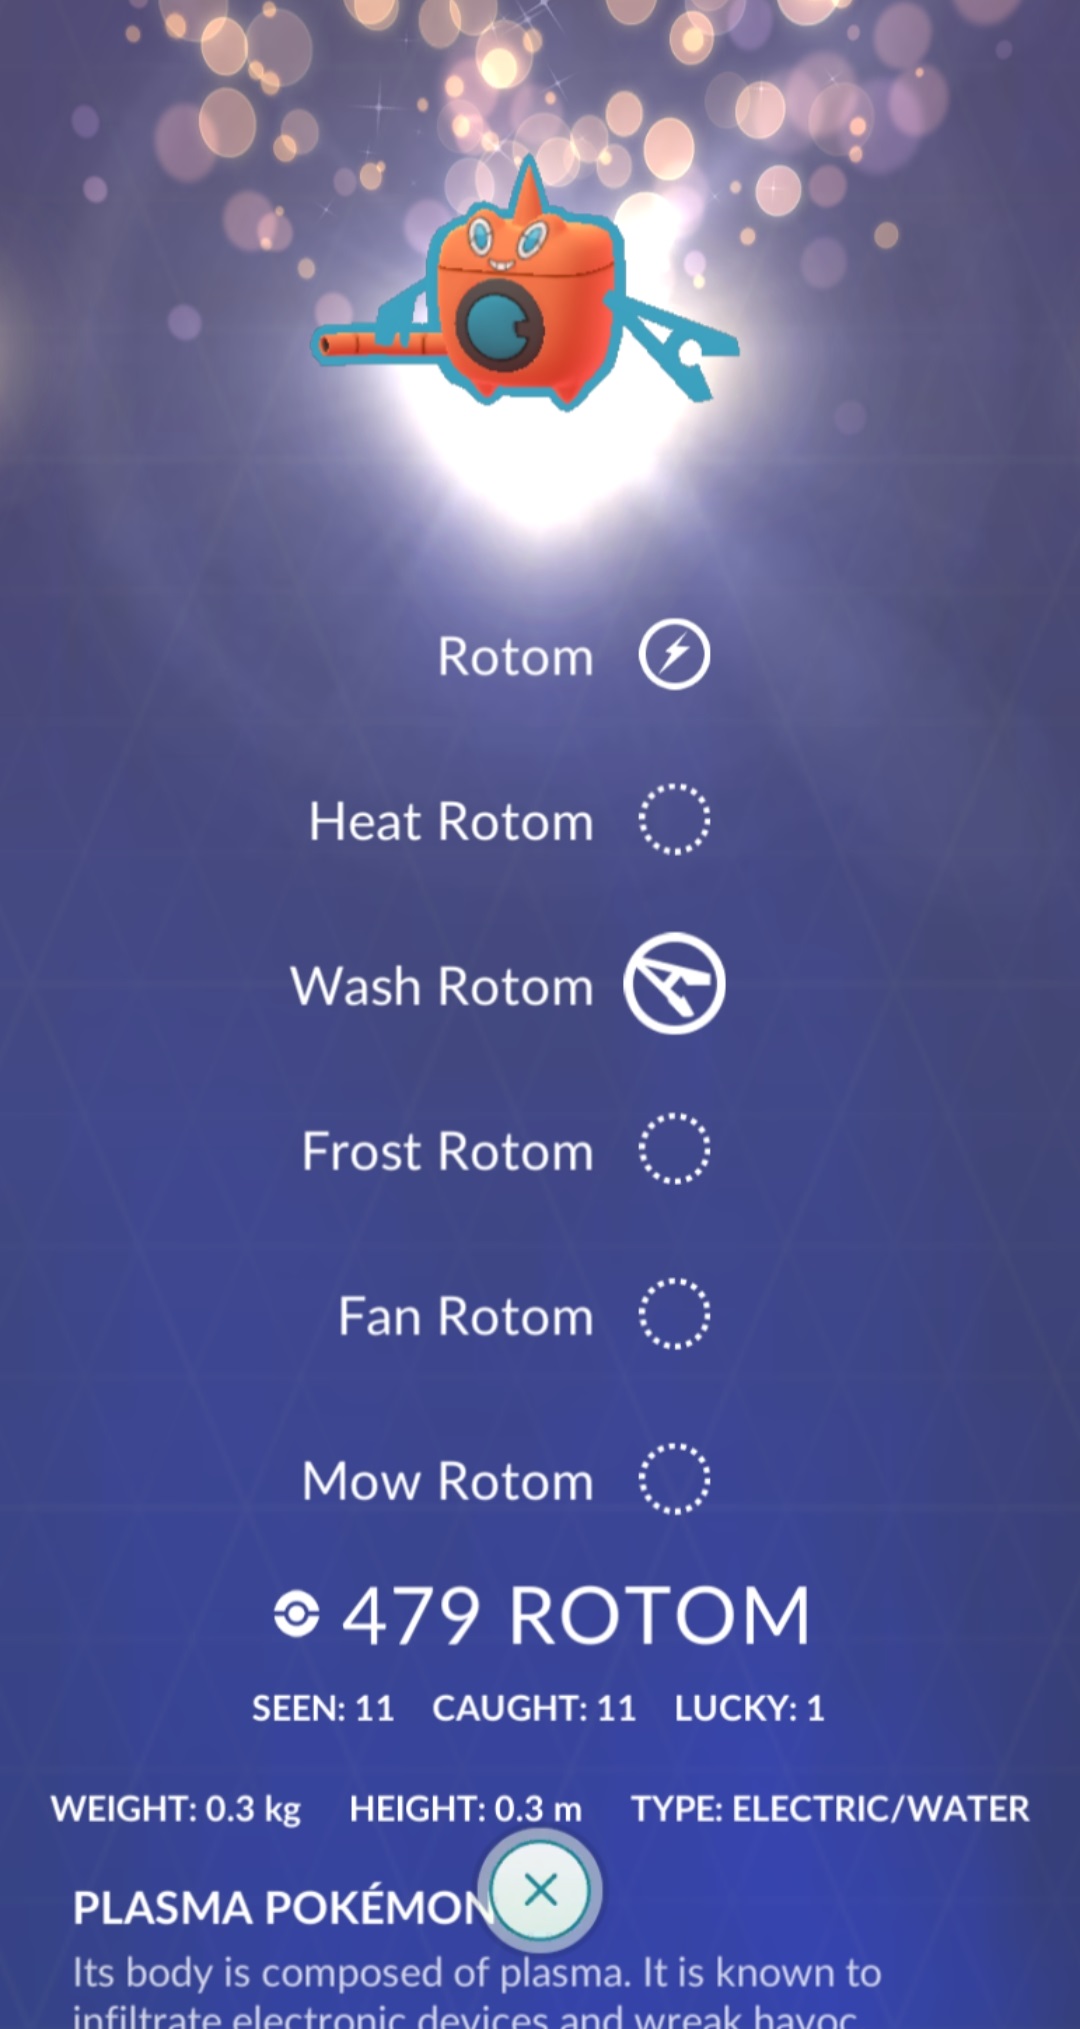 Rotom
Heat Rotom
Wash Rotom
Frost Rotom
Fan Rotom
Mow Rotom
479 ROTOM
SEEN: 11 CAUGHT: 11 LUCKY: 1
WEIGHT: 0.3 kg HEIGHT: 0.3 m TYPE: ELECTRIC/WATER
PLASMA POKÉMON
Its body is composed of plasma. It is known to
infiltrate electronic devices and wreak havoc.